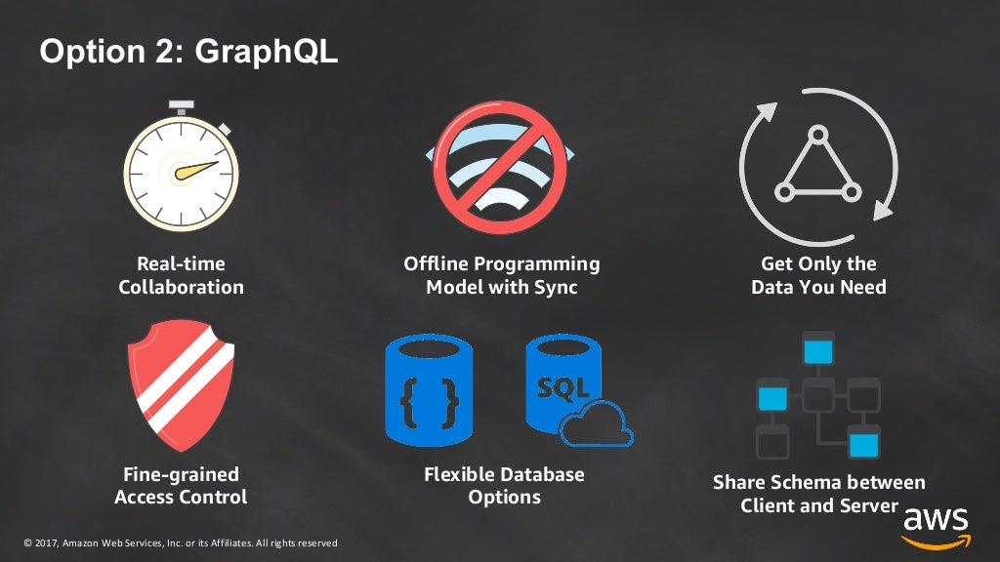 Option 2: GraphQL
Real-time
Collaboration
Offline Programming
Model with Sync
Get Only the
Data You Need
{ }
SQL
Fine-grained
Access Control
Flexible Database
Options
Share Schema between
Client and Server
aws
© 2017, Amazon Web Services, Inc. or its Affiliates. All rights reserved